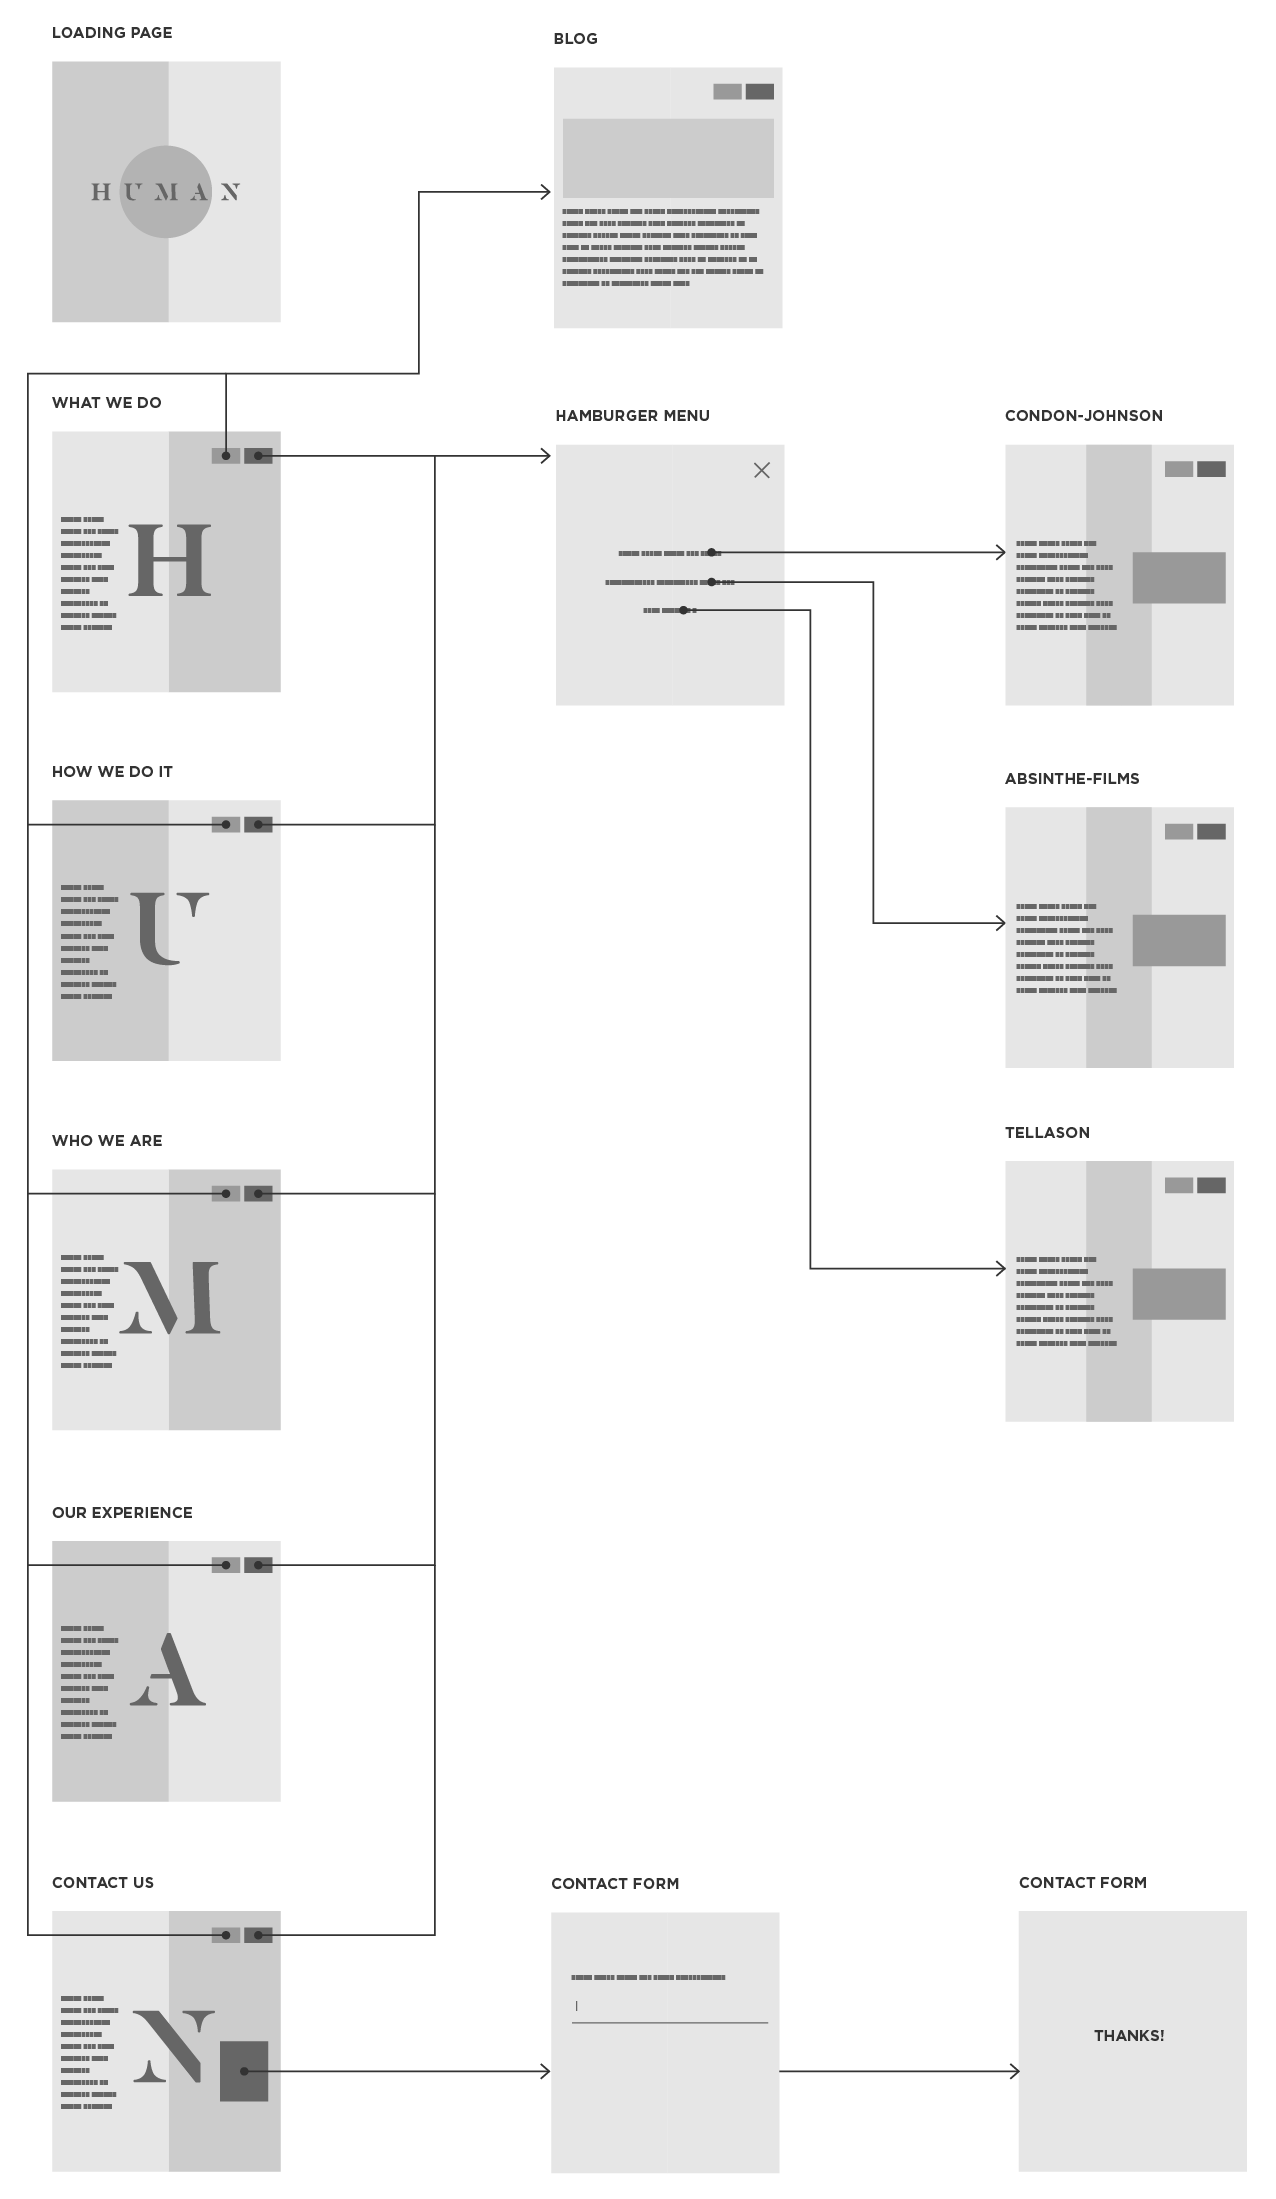 LOADING PAGE
BLOG
H U M A N
WHAT WE DO
HAMBURGER MENU
CONDON-JOHNSON
H
HOW WE DO IT
ABSINTHE-FILMS
U
WHO WE ARE
TELLASON
M
OUR EXPERIENCE
A
CONTACT US
CONTACT FORM
CONTACT FORM
N
THANKS!